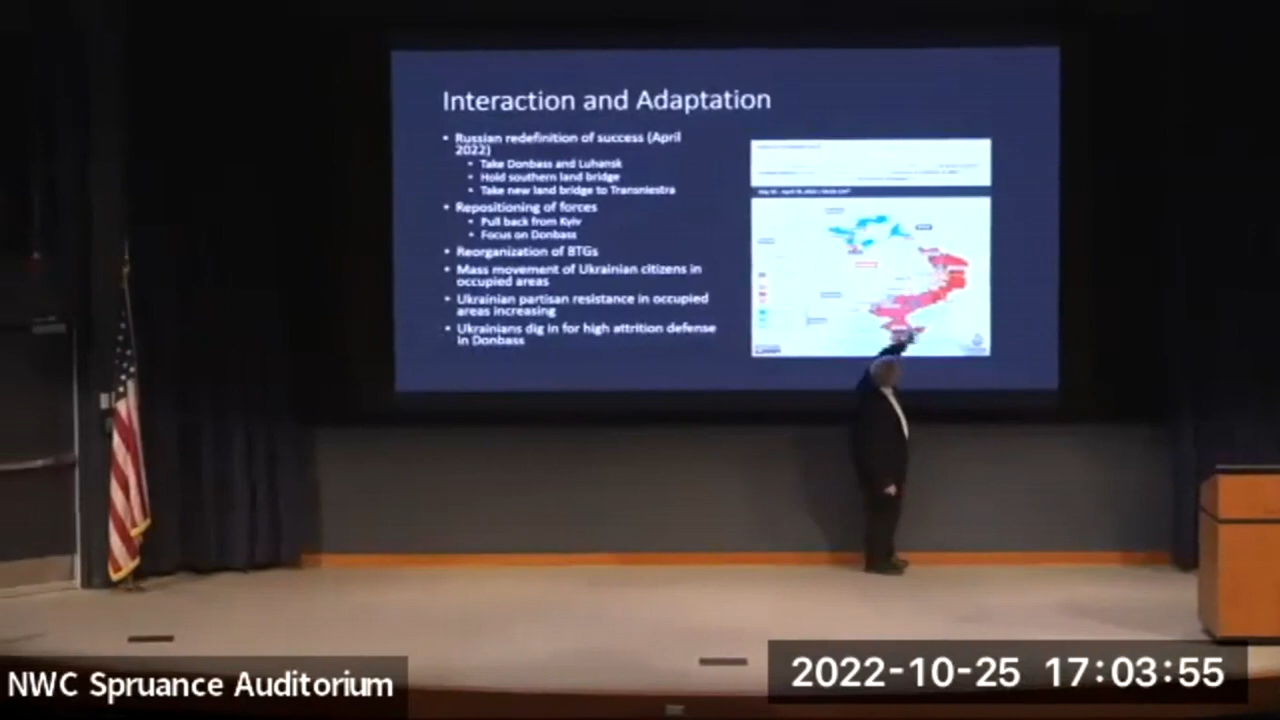 Interaction and Adaptation
• Russian redefinition of success (April
2022)
• Take Donbass and Luhansk
• Hold southern land bridge
• Take new land bridge to Transniestra
• Repositioning of forces
• Pull back from Kyiv
• Focus on Donbass
• Reorganization of BTGs
• Mass movement of Ukrainian citizens in
occupied areas
• Ukrainian partisan resistance in occupied
areas increasing
• Ukrainians dig in for high attrition defense
in Donbass
NWC Spruance Auditorium
2022-10-25 17:03:55